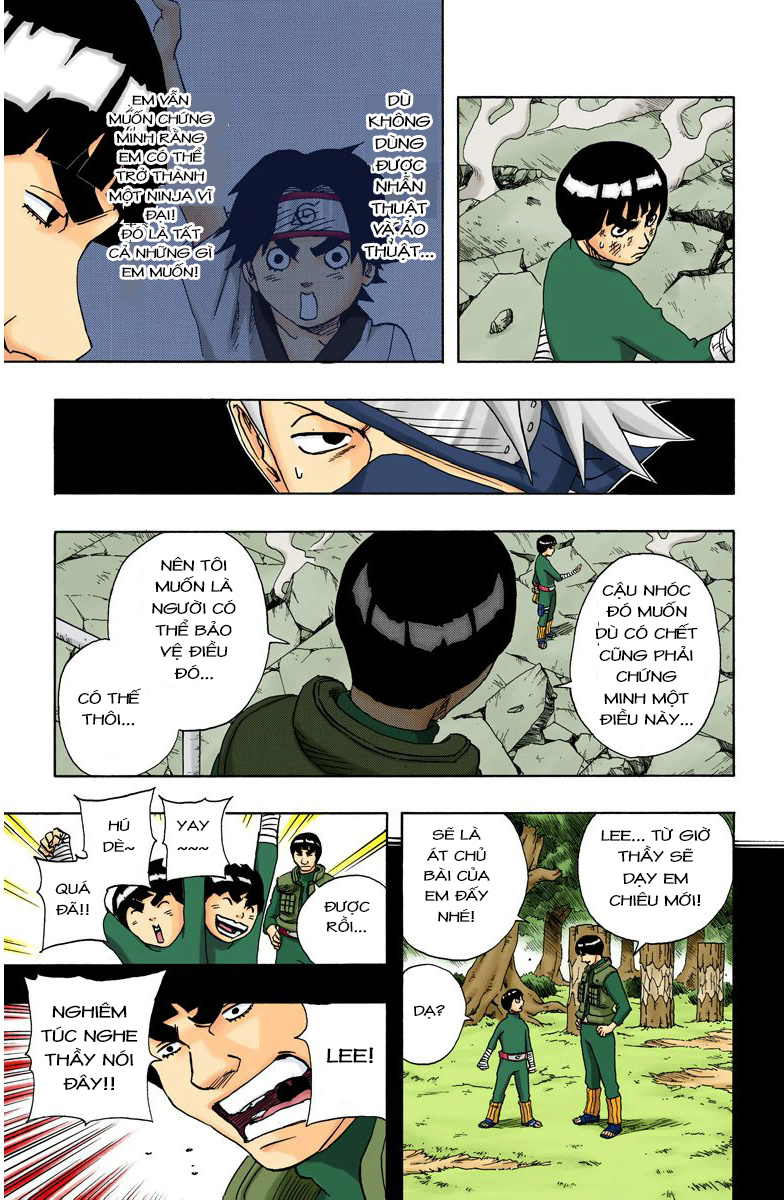 DÙ
KHÔNG
DÙNG
ĐƯỢC
NHẪN
THUẬT
VÀ ẢO
THUẬT...
EM VẪN
MUỐN CHỨNG
MINH RẰNG
EM CÓ THỂ
TRỞ THÀNH
MỘT NINJA VĨ
ĐẠI!
ĐÓ LÀ TẤT
CẢ NHỮNG GÌ
EM MUỐN!
CẬU NHÓC
ĐÓ MUỐN
DÙ CÓ CHẾT
CŨNG PHẢI
CHỨNG
MINH MỘT
ĐIỀU NÀY...
NÊN TÔI
MUỐN LÀ
NGƯỜI CÓ
THỂ BẢO
VỆ ĐIỀU
ĐÓ...
CÓ THẾ
THÔI...
LEE... TỪ GIỜ
THẦY SẼ
DẠY EM
CHIÊU MỚI!
SẼ LÀ
ÁT CHỦ
BÀI CỦA
EM ĐẤY
NHÉ!
DẠ?
YAY
~~~
HÚ
DÈ~
QUÁ
ĐÃ!!
ĐƯỢC
RỒI...
LEE!
NGHIÊM
TÚC NGHE
THẦY NÓI
ĐÂY!!